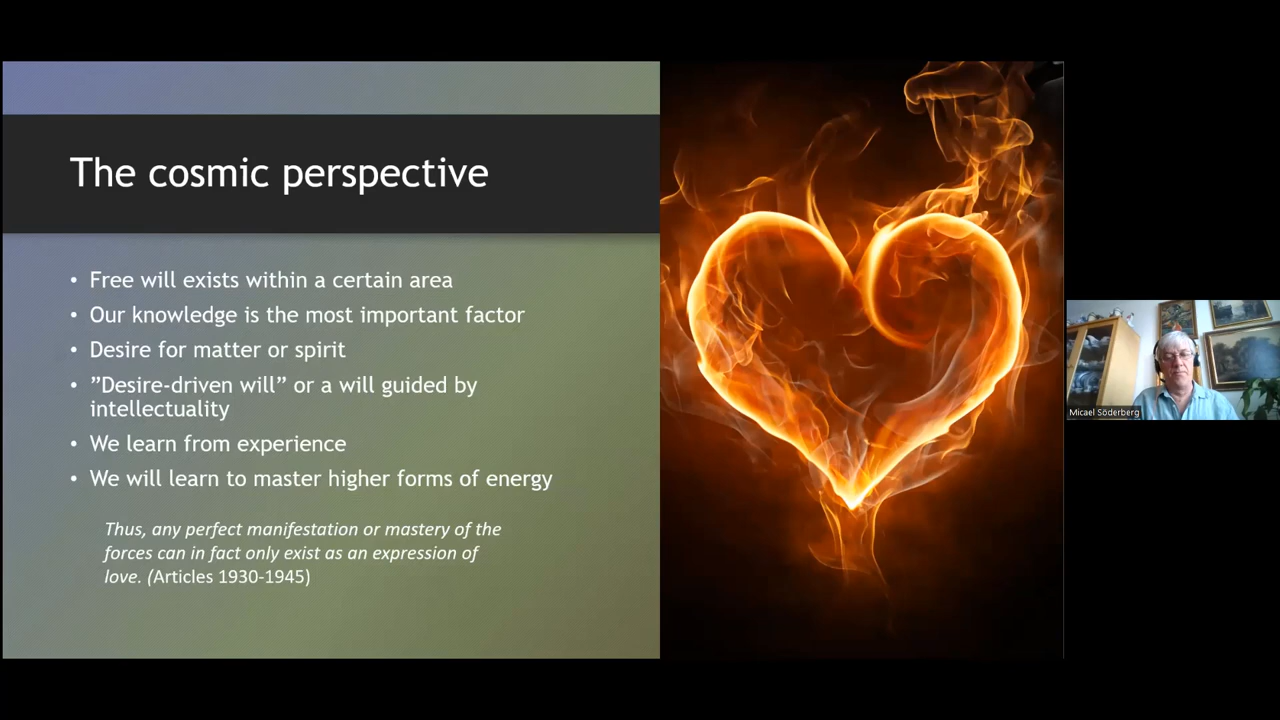 The cosmic perspective
• Free will exists within a certain area
• Our knowledge is the most important factor
• Desire for matter or spirit
• ”Desire-driven will” or a will guided by
intellectuality
• We learn from experience
• We will learn to master higher forms of energy
Thus, any perfect manifestation or mastery of the
forces can in fact only exist as an expression of
love. (Articles 1930-1945)
Micael Söderberg